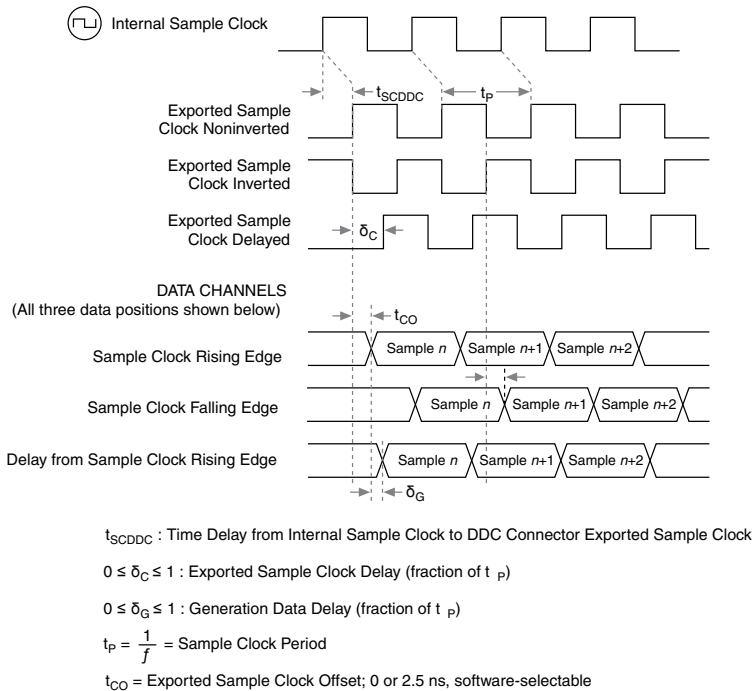 Internal Sample Clock
tSCDDC
tP
Exported Sample
Clock Noninverted
Exported Sample
Clock Inverted
Exported Sample
Clock Delayed
δC
DATA CHANNELS
(All three data positions shown below)
tCO
Sample Clock Rising Edge
Sample n
Sample n+1
Sample n+2
Sample Clock Falling Edge
Sample n
Sample n+1
Sample n+2
Delay from Sample Clock Rising Edge
Sample n
Sample n+1
Sample n+2
δG
tSCDDC : Time Delay from Internal Sample Clock to DDC Connector Exported Sample Clock
0 ≤ δC ≤ 1 : Exported Sample Clock Delay (fraction of t P)
0 ≤ δG ≤ 1 : Generation Data Delay (fraction of t P)
tP = 1/f = Sample Clock Period
tCO = Exported Sample Clock Offset; 0 or 2.5 ns, software-selectable